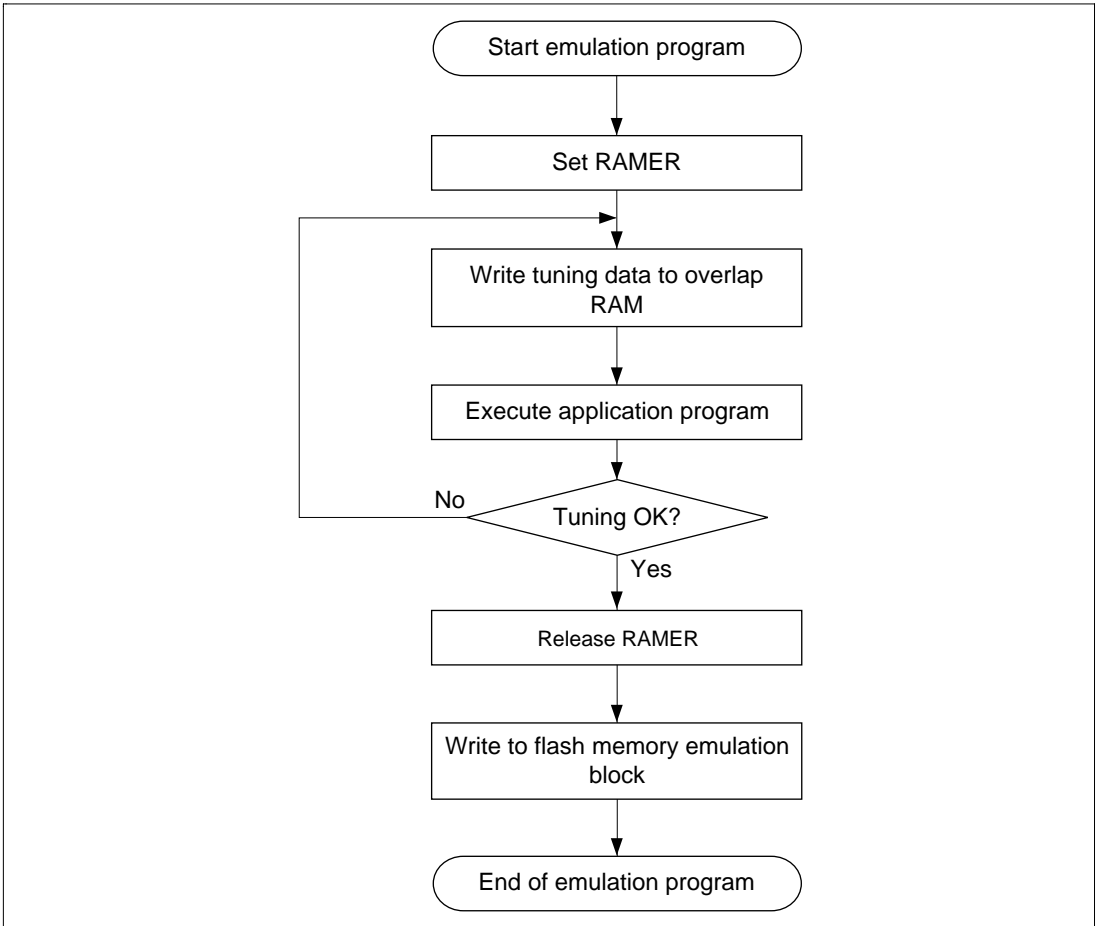 Start emulation program
Set RAMER
Write tuning data to overlap
RAM
Execute application program
No
Tuning OK?
Yes
Release RAMER
Write to flash memory emulation
block
End of emulation program